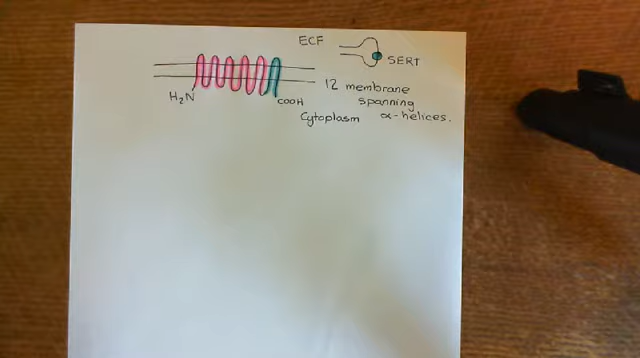 ECF
SERT
12 membrane
spanning
α-helices.
H₂N
COOH
Cytoplasm